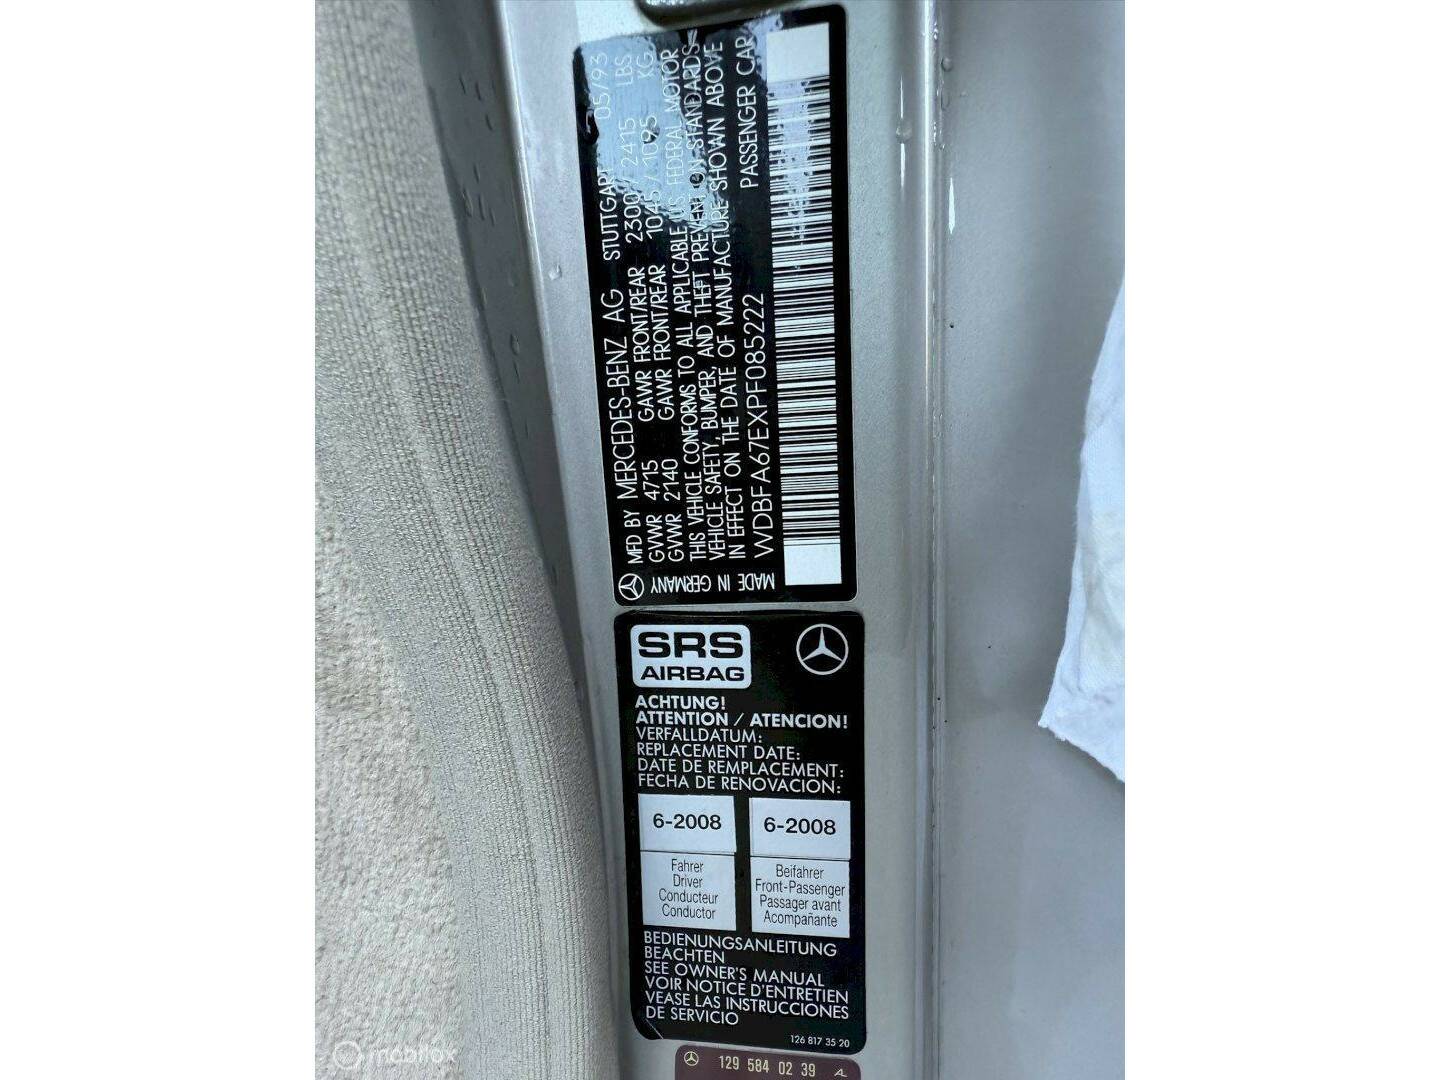 MFD BY MERCEDES-BENZ AG STUTTGART 05/93
GVWR 4715 GAWR FRONT/REAR 2300/2415 LBS
GVWR 2140 GAWR FRONT/REAR 1045/1095 KG
THIS VEHICLE CONFORMS TO ALL APPLICABLE U.S. FEDERAL MOTOR
VEHICLE SAFETY, BUMPER, AND THEFT PREVENTION STANDARDS
IN EFFECT ON THE DATE OF MANUFACTURE SHOWN ABOVE
WDBFA67EXPF085222 PASSENGER CAR
MADE IN GERMANY
SRS
AIRBAG
ACHTUNG!
ATTENTION / ATENCION!
VERFALLDATUM:
REPLACEMENT DATE:
DATE DE REMPLACEMENT:
FECHA DE RENOVACION:
6-2008 6-2008
Fahrer
Driver
Conducteur
Conductor
Beifahrer
Front-Passenger
Passager avant
Acompañante
BEDIENUNGSANLEITUNG
BEACHTEN
SEE OWNER'S MANUAL
VOIR NOTICE D'ENTRETIEN
VEASE LAS INSTRUCCIONES
DE SERVICIO
126 817 35 20
129 584 02 39
mobilox